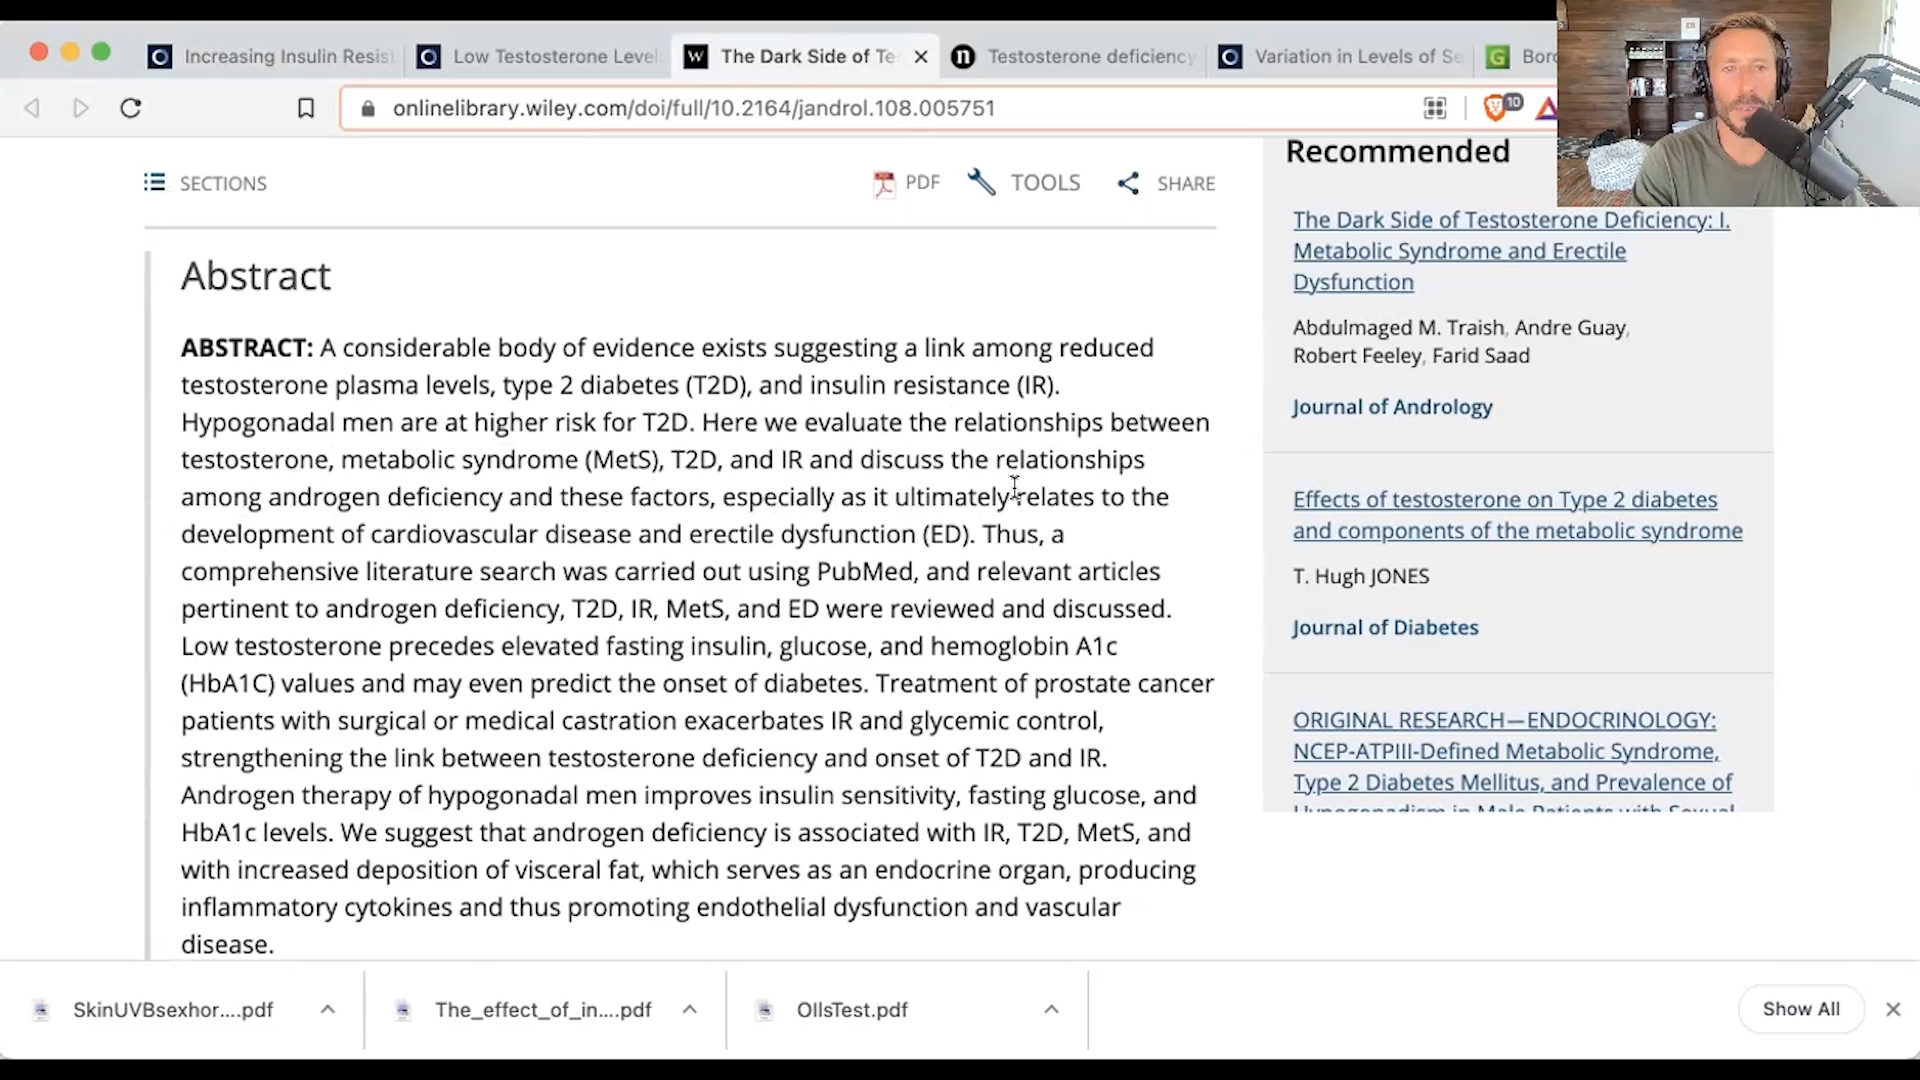 Increasing Insulin Resist
Low Testosterone Level
The Dark Side of Te
Testosterone deficiency
Variation in Levels of Se
Bor
onlinelibrary.wiley.com/doi/full/10.2164/jandrol.108.005751
10
SECTIONS
PDF
TOOLS
SHARE
Abstract
ABSTRACT: A considerable body of evidence exists suggesting a link among reduced
testosterone plasma levels, type 2 diabetes (T2D), and insulin resistance (IR).
Hypogonadal men are at higher risk for T2D. Here we evaluate the relationships between
testosterone, metabolic syndrome (MetS), T2D, and IR and discuss the relationships
among androgen deficiency and these factors, especially as it ultimately relates to the
development of cardiovascular disease and erectile dysfunction (ED). Thus, a
comprehensive literature search was carried out using PubMed, and relevant articles
pertinent to androgen deficiency, T2D, IR, MetS, and ED were reviewed and discussed.
Low testosterone precedes elevated fasting insulin, glucose, and hemoglobin A1c
(HbA1C) values and may even predict the onset of diabetes. Treatment of prostate cancer
patients with surgical or medical castration exacerbates IR and glycemic control,
strengthening the link between testosterone deficiency and onset of T2D and IR.
Androgen therapy of hypogonadal men improves insulin sensitivity, fasting glucose, and
HbA1c levels. We suggest that androgen deficiency is associated with IR, T2D, MetS, and
with increased deposition of visceral fat, which serves as an endocrine organ, producing
inflammatory cytokines and thus promoting endothelial dysfunction and vascular
disease.
Recommended
The Dark Side of Testosterone Deficiency: I.
Metabolic Syndrome and Erectile
Dysfunction
Abdulmaged M. Traish, Andre Guay,
Robert Feeley, Farid Saad
Journal of Andrology
Effects of testosterone on Type 2 diabetes
and components of the metabolic syndrome
T. Hugh JONES
Journal of Diabetes
ORIGINAL RESEARCH—ENDOCRINOLOGY:
NCEP-ATPIII-Defined Metabolic Syndrome,
Type 2 Diabetes Mellitus, and Prevalence of
Hypogonadism in Male Patients with Sexual
SkinUVBsexhor....pdf
The_effect_of_in....pdf
OllsTest.pdf
Show All